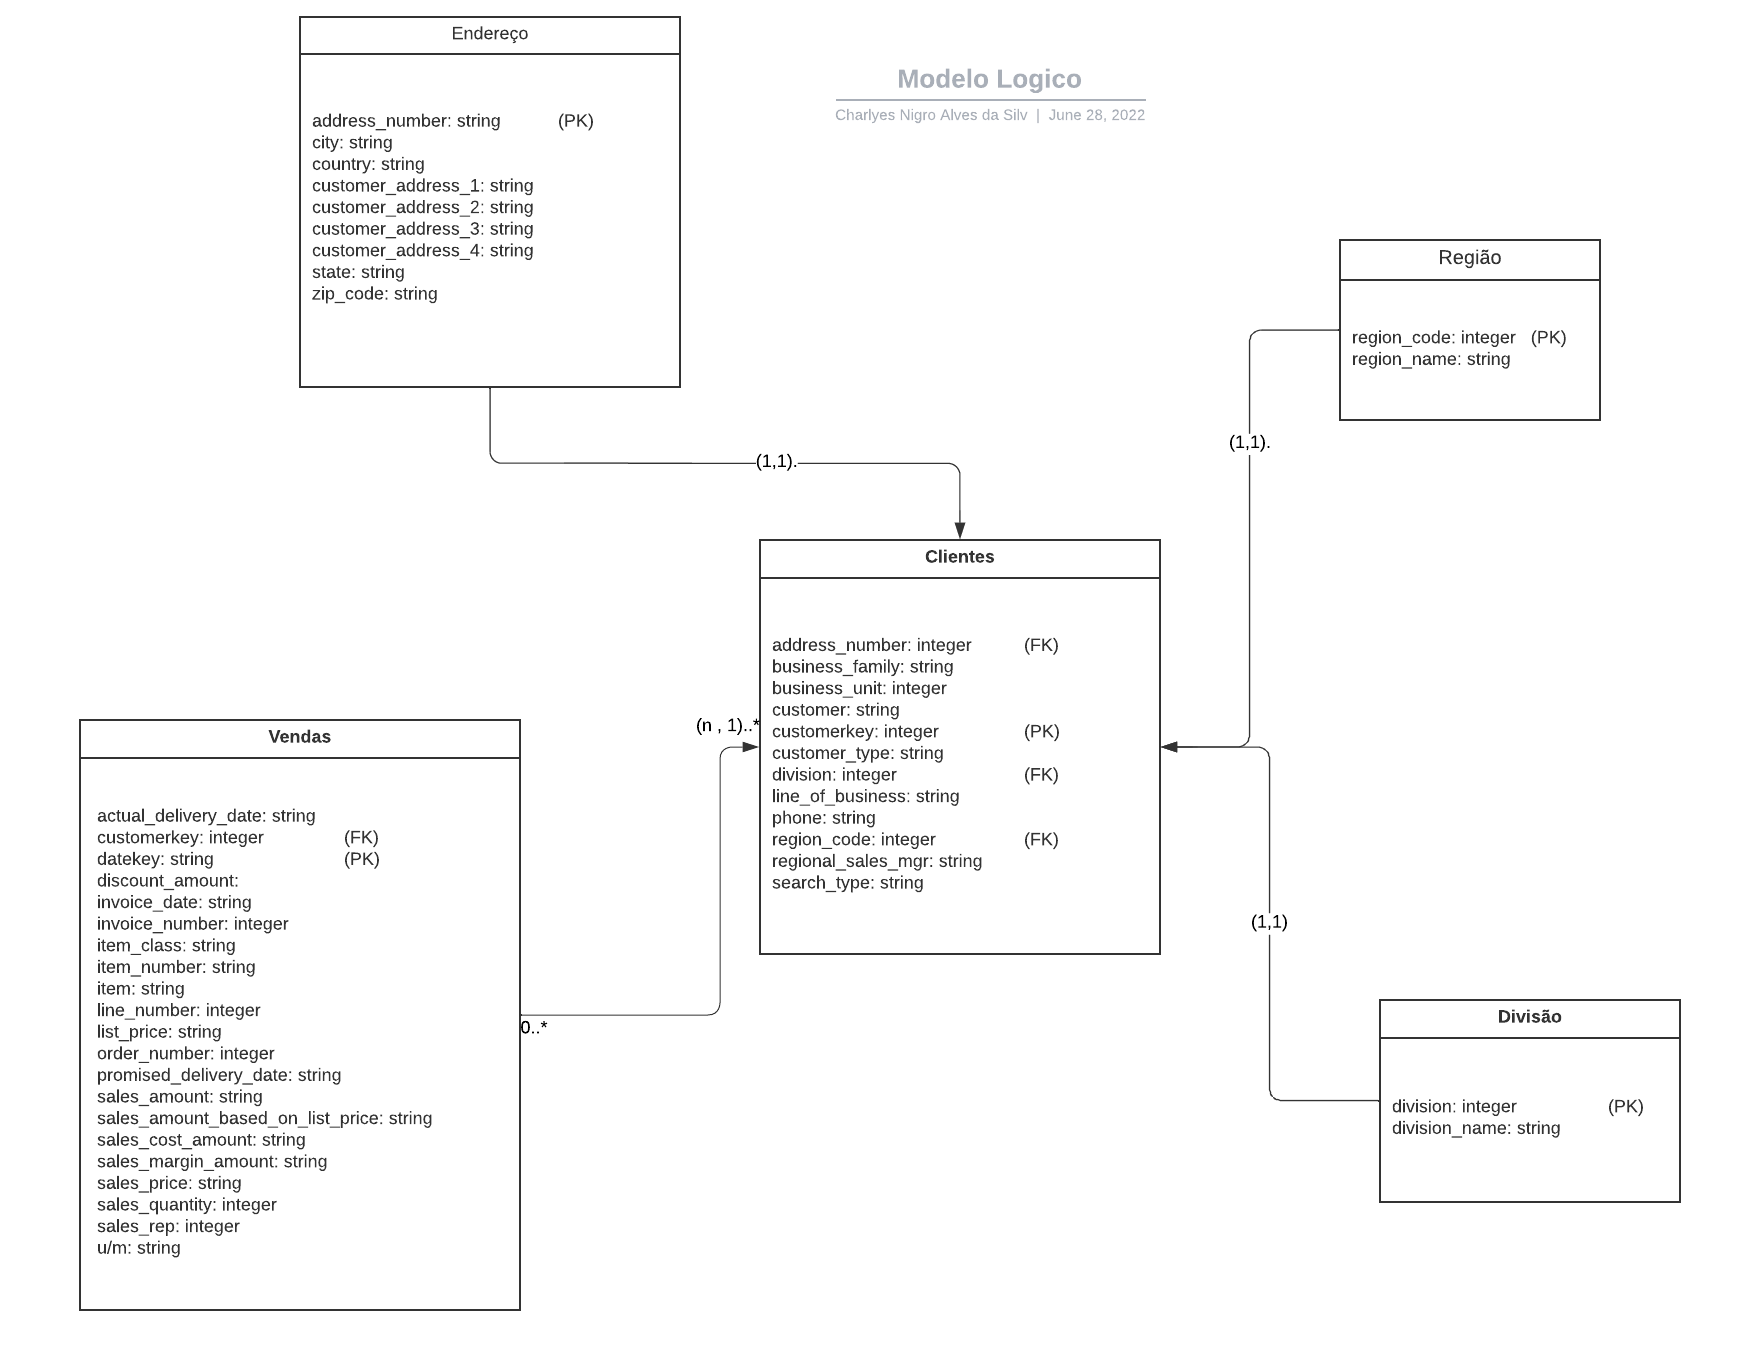 Endereço
address_number: string (PK)
city: string
country: string
customer_address_1: string
customer_address_2: string
customer_address_3: string
customer_address_4: string
state: string
zip_code: string
Modelo Logico
Charlyes Nigro Alves da Silv | June 28, 2022
Região
region_code: integer (PK)
region_name: string
(1,1).
(1,1).
Clientes
address_number: integer (FK)
business_family: string
business_unit: integer
customer: string
customerkey: integer (PK)
customer_type: string
division: integer (FK)
line_of_business: string
phone: string
region_code: integer (FK)
regional_sales_mgr: string
search_type: string
(n , 1)..*
Vendas
actual_delivery_date: string
customerkey: integer (FK)
datekey: string (PK)
discount_amount:
invoice_date: string
invoice_number: integer
item_class: string
item_number: string
item: string
line_number: integer
list_price: string
order_number: integer
promised_delivery_date: string
sales_amount: string
sales_amount_based_on_list_price: string
sales_cost_amount: string
sales_margin_amount: string
sales_price: string
sales_quantity: integer
sales_rep: integer
u/m: string
0..*
(1,1)
Divisão
division: integer (PK)
division_name: string